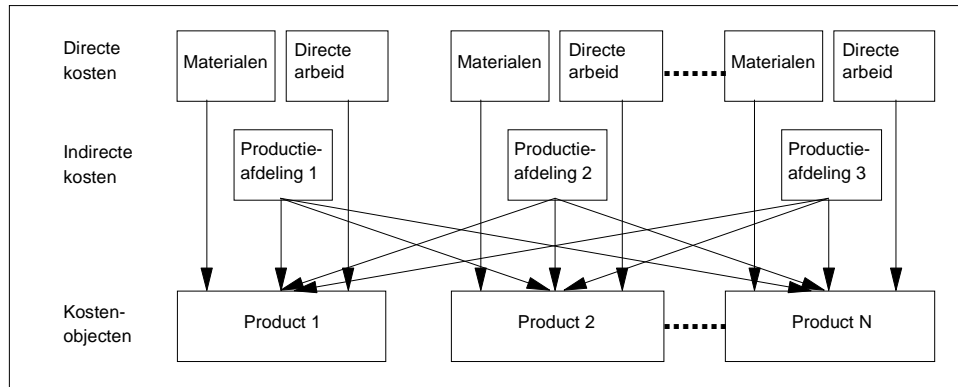 Directe
kosten
Materialen
Directe
arbeid
Materialen
Directe
arbeid
Materialen
Directe
arbeid
Indirecte
kosten
Productie-
afdeling 1
Productie-
afdeling 2
Productie-
afdeling 3
Kosten-
objecten
Product 1
Product 2
Product N